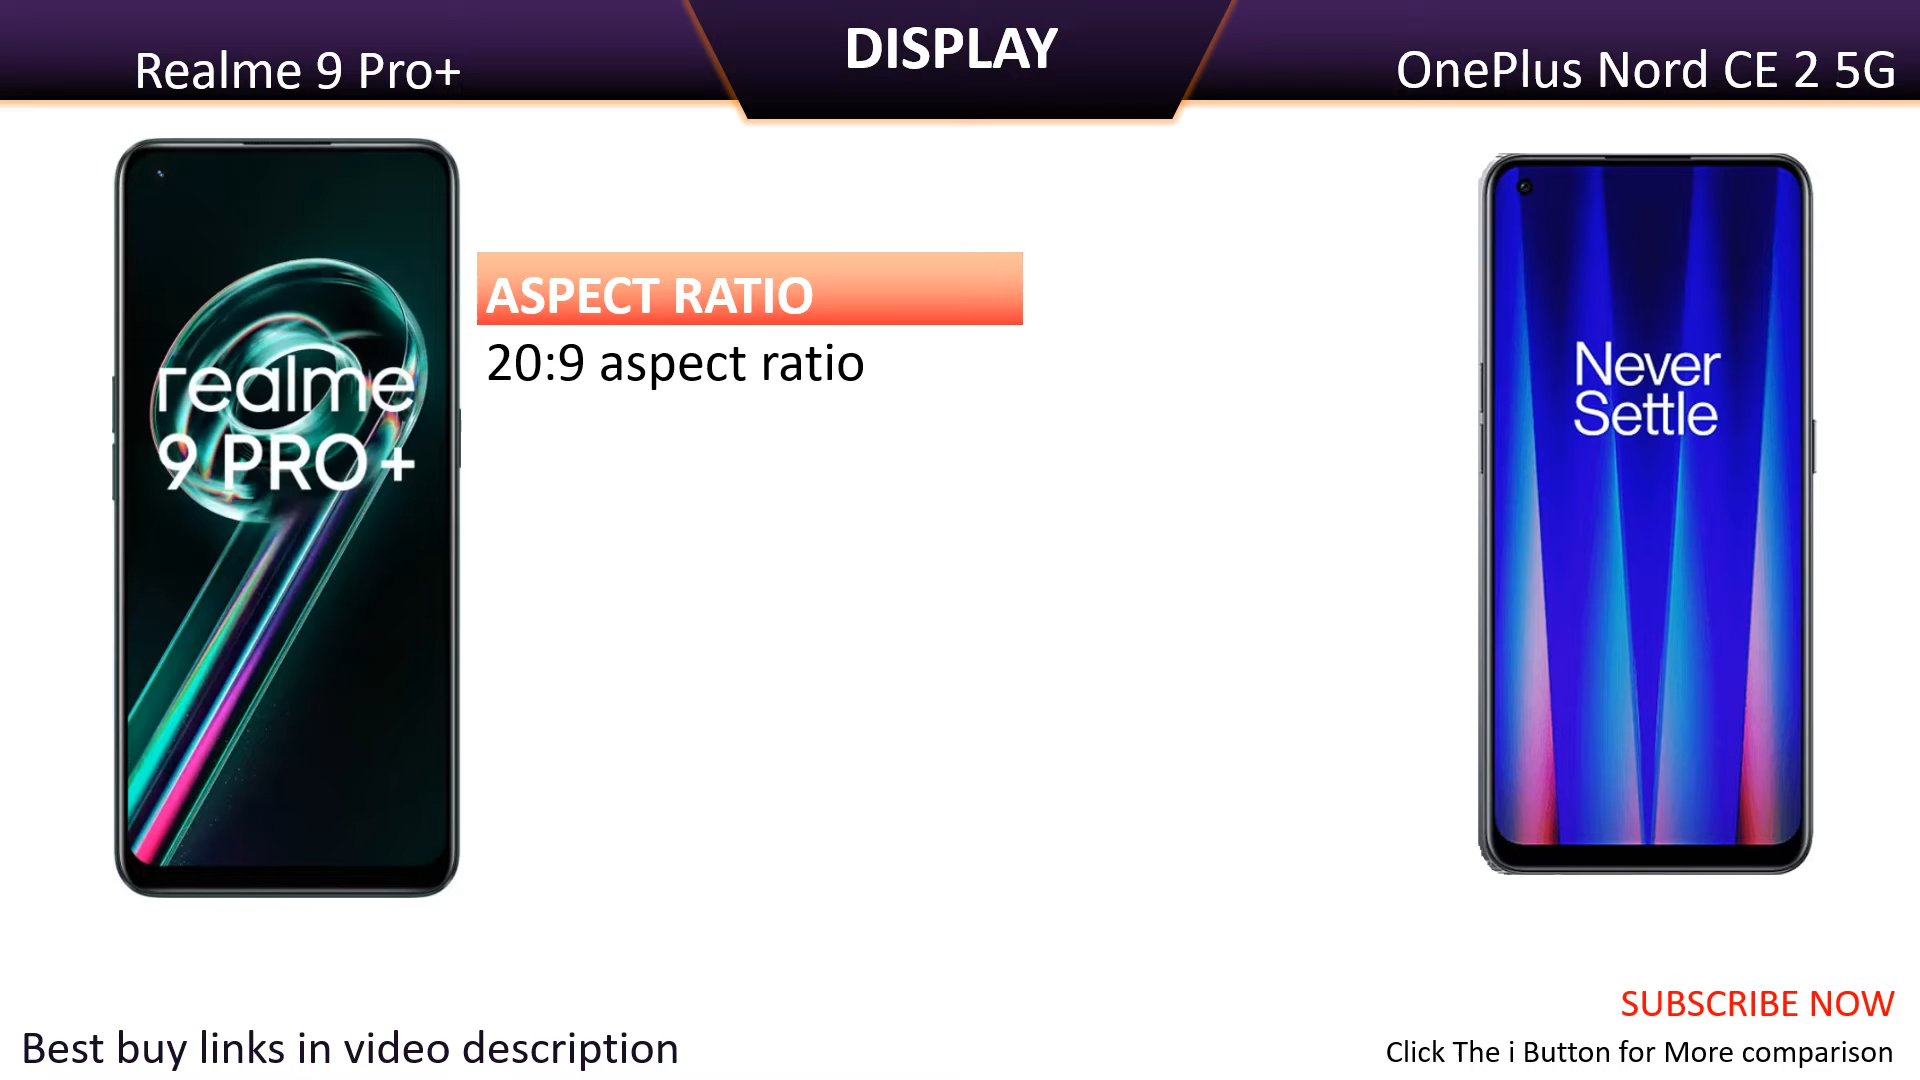 Realme 9 Pro+
DISPLAY
OnePlus Nord CE 2 5G
ASPECT RATIO
20:9 aspect ratio
realme
9 PRO+
Never
Settle
SUBSCRIBE NOW
Best buy links in video description
Click The i Button for More comparison